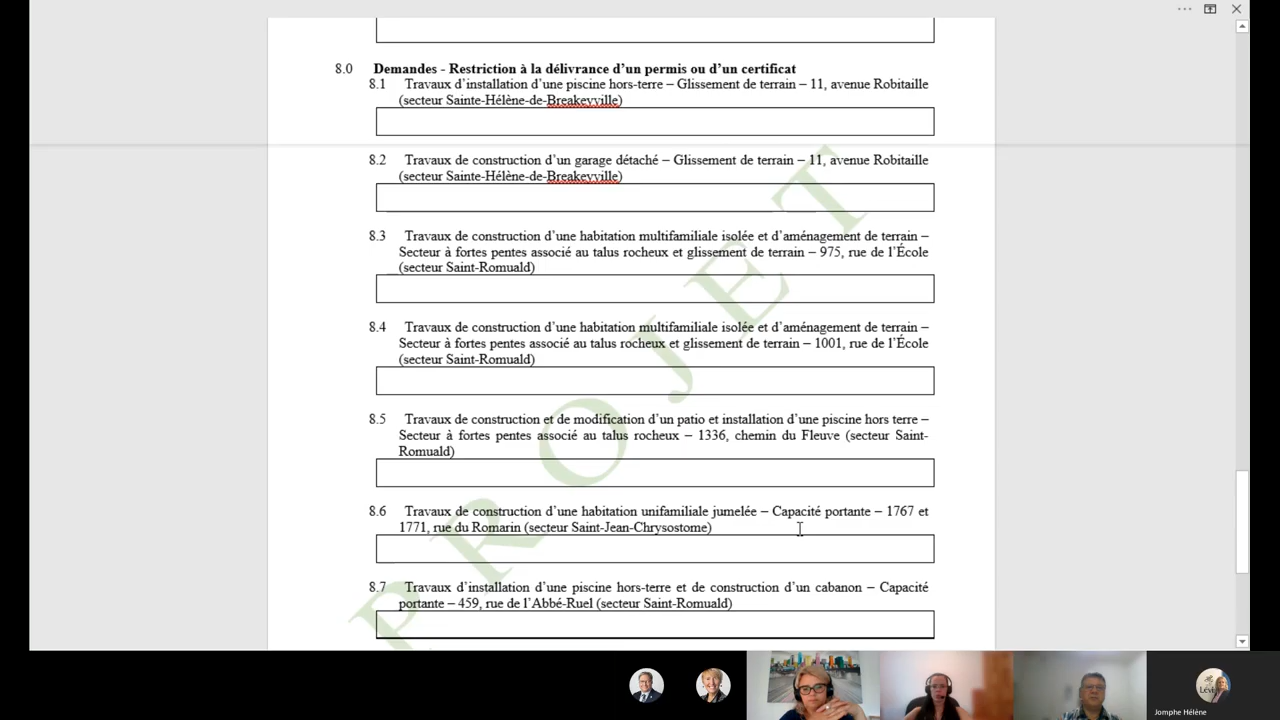 8.0 Demandes - Restriction à la délivrance d’un permis ou d’un certificat
8.1 Travaux d’installation d’une piscine hors-terre – Glissement de terrain – 11, avenue Robitaille
(secteur Sainte-Hélène-de-Breakeyville)
8.2 Travaux de construction d’un garage détaché – Glissement de terrain – 11, avenue Robitaille
(secteur Sainte-Hélène-de-Breakeyville)
8.3 Travaux de construction d’une habitation multifamiliale isolée et d’aménagement de terrain –
Secteur à fortes pentes associé au talus rocheux et glissement de terrain – 975, rue de l’École
(secteur Saint-Romuald)
8.4 Travaux de construction d’une habitation multifamiliale isolée et d’aménagement de terrain –
Secteur à fortes pentes associé au talus rocheux et glissement de terrain – 1001, rue de l’École
(secteur Saint-Romuald)
8.5 Travaux de construction et de modification d’un patio et installation d’une piscine hors terre –
Secteur à fortes pentes associé au talus rocheux – 1336, chemin du Fleuve (secteur Saint-
Romuald)
8.6 Travaux de construction d’une habitation unifamiliale jumelée – Capacité portante – 1767 et
1771, rue du Romarin (secteur Saint-Jean-Chrysostome)
8.7 Travaux d’installation d’une piscine hors-terre et de construction d’un cabanon – Capacité
portante – 459, rue de l’Abbé-Ruel (secteur Saint-Romuald)
PROJET
Lévis
Jomphe Hélène